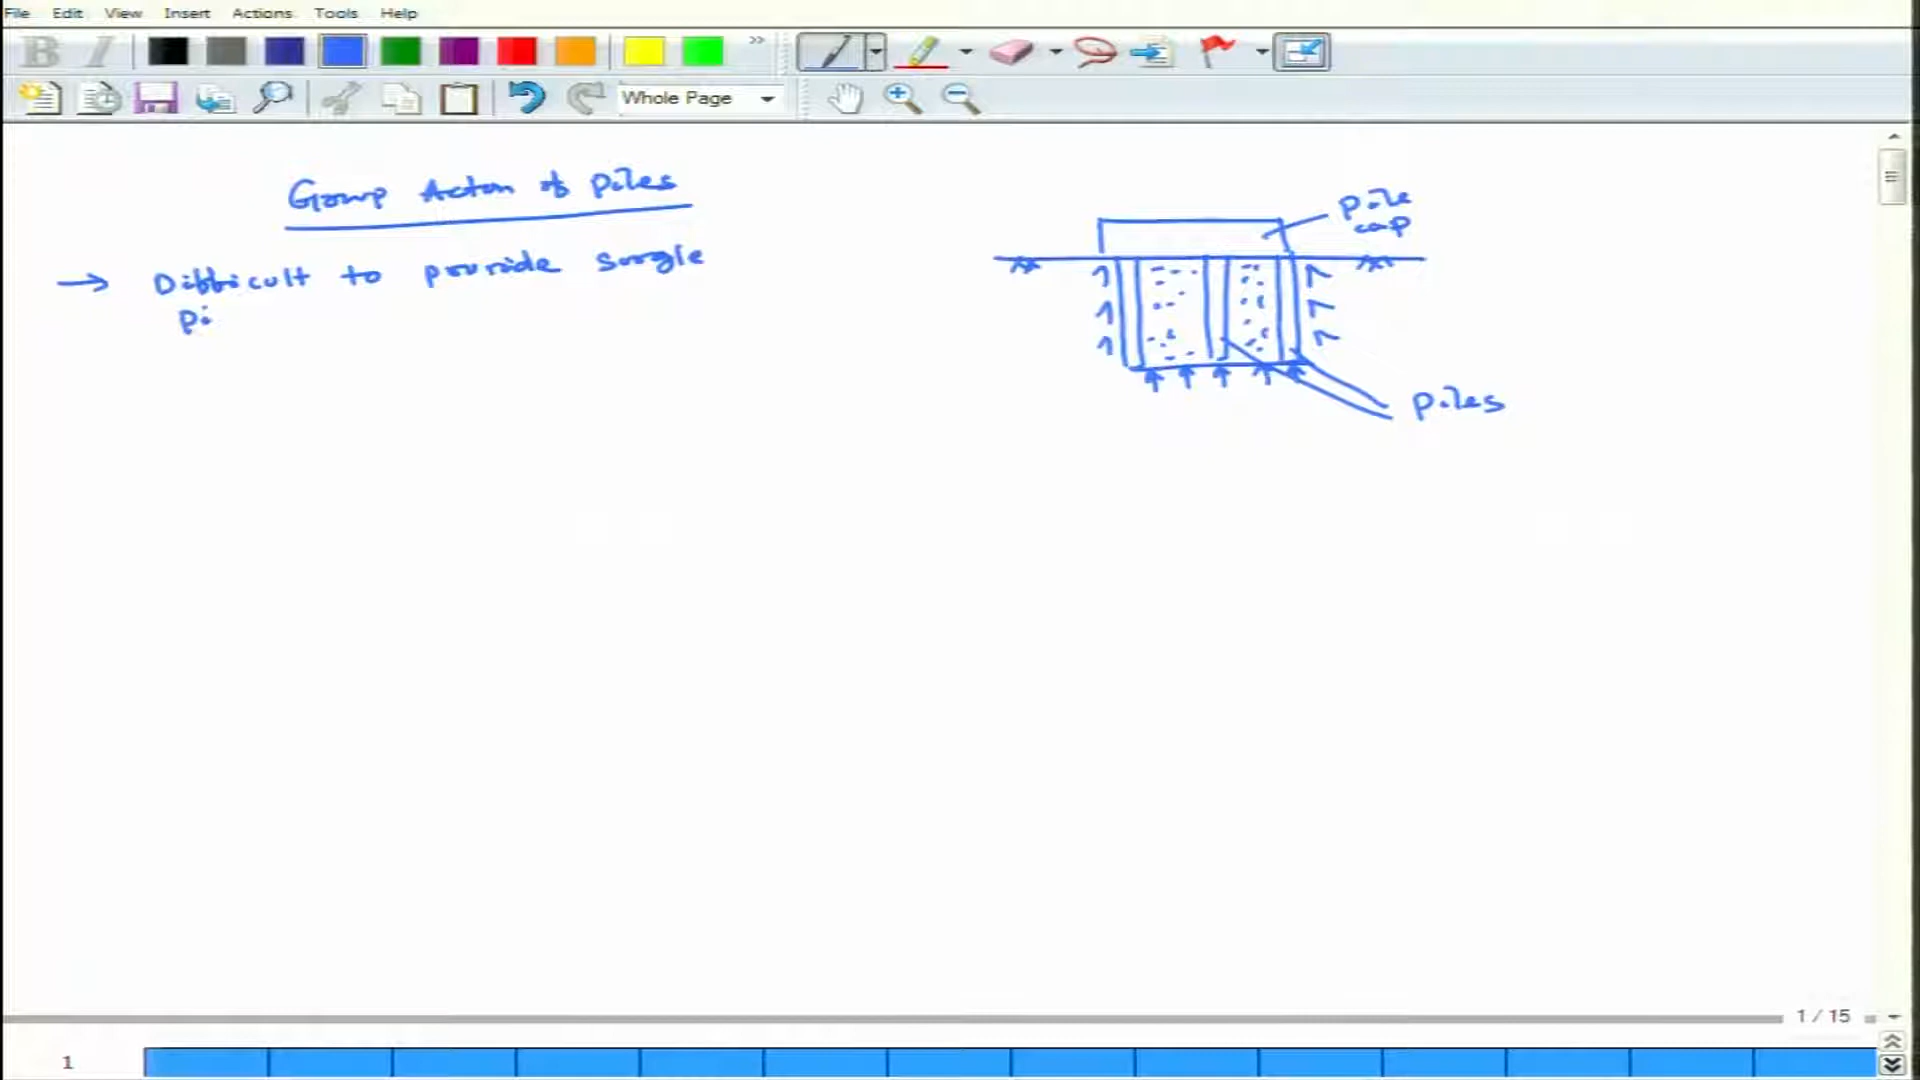 File Edit View Insert Actions Tools Help
B I
Whole Page
Group Action of Piles
→ Difficult to provide single
Pi
Pile
cap
Piles
1 / 15
1